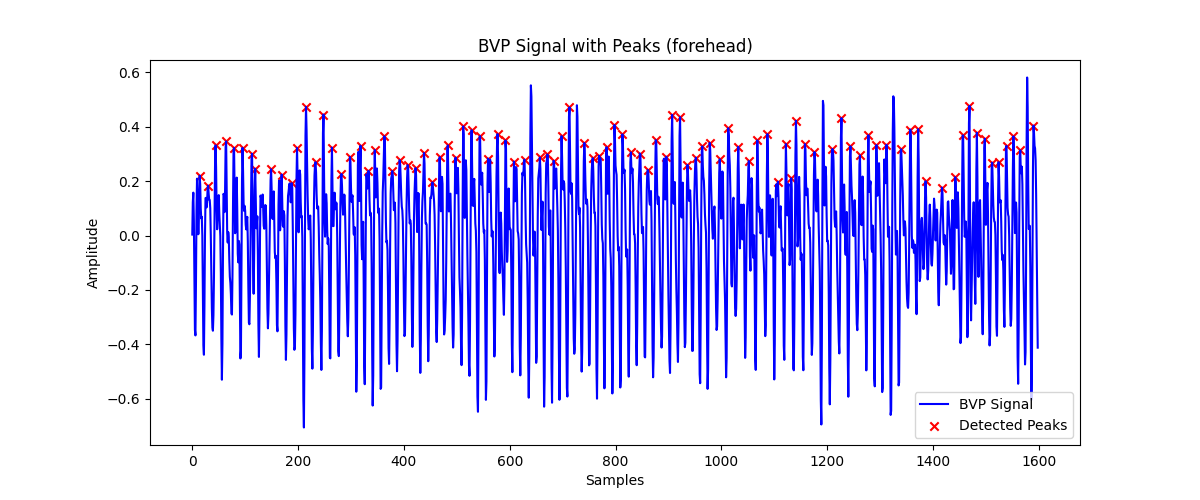 BVP Signal with Peaks (forehead)
0.6
0.4
0.2
0.0
−0.2
−0.4
−0.6
Amplitude
BVP Signal
Detected Peaks
0 200 400 600 800 1000 1200 1400 1600
Samples